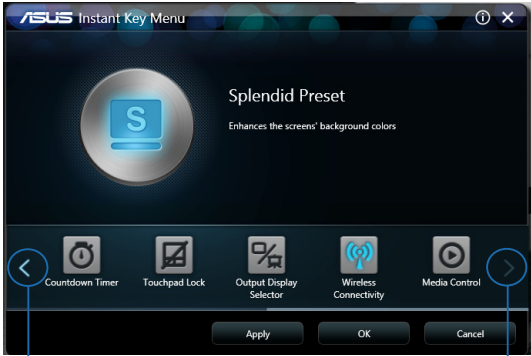 ASUS Instant Key Menu
S
Splendid Preset
Enhances the screens' background colors
Countdown Timer
Touchpad Lock
Output Display
Selector
Wireless
Connectivity
Media Control
Apply
OK
Cancel